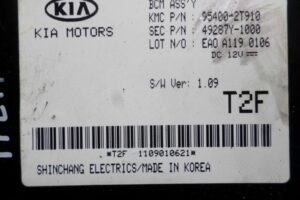 KIA
KIA MOTORS
BCM ASS'Y
KMC P/N : 95400-2T910
SEC P/N : 49287Y-1000
LOT N/O : EAO A119 0106
DC 12V
S/W Ver: 1.09
T2F
*T2F 1109010621*
SHINCHANG ELECTRICS/MADE IN KOREA